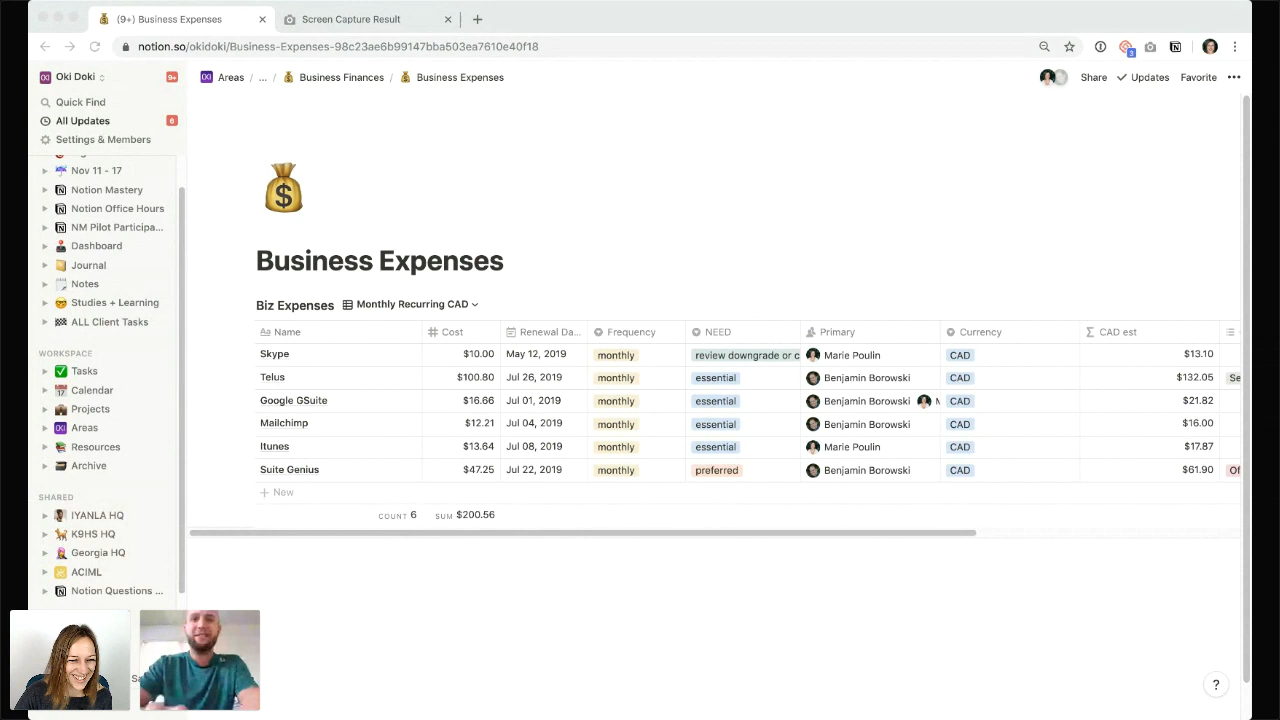 (9+) Business Expenses
Screen Capture Result
notion.so/okidoki/Business-Expenses-98c23ae6b99147bba503ea7610e40f18
3
Oki Doki
9+
Areas / ... / Business Finances / Business Expenses
Share Updates Favorite
Quick Find
All Updates 6
Settings & Members
Nov 11 - 17
Notion Mastery
Notion Office Hours
NM Pilot Participa...
Dashboard
Journal
Notes
Studies + Learning
ALL Client Tasks
WORKSPACE
Tasks
Calendar
Projects
Areas
Resources
Archive
SHARED
IYANLA HQ
K9HS HQ
Georgia HQ
ACIML
Notion Questions ...
Business Expenses
Biz Expenses Monthly Recurring CAD
Aa Name # Cost Renewal Da... Frequency NEED Primary Currency Σ CAD est
Skype $10.00 May 12, 2019 monthly review downgrade or c Marie Poulin CAD $13.10
Telus $100.80 Jul 26, 2019 monthly essential Benjamin Borowski CAD $132.05 Se
Google GSuite $16.66 Jul 01, 2019 monthly essential Benjamin Borowski M CAD $21.82
Mailchimp $12.21 Jul 04, 2019 monthly essential Benjamin Borowski CAD $16.00
Itunes $13.64 Jul 08, 2019 monthly essential Marie Poulin CAD $17.87
Suite Genius $47.25 Jul 22, 2019 monthly preferred Benjamin Borowski CAD $61.90 Of
+ New
COUNT 6 SUM $200.56
?